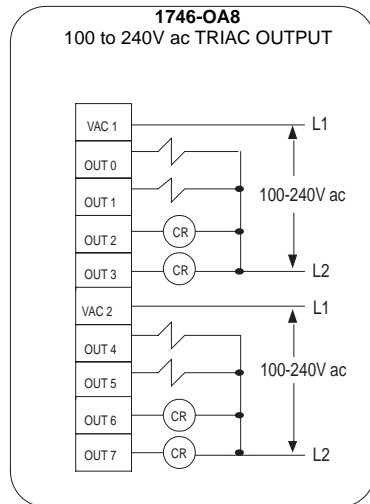 1746-OA8
100 to 240V ac TRIAC OUTPUT
VAC 1
L1
OUT 0
OUT 1
100-240V ac
OUT 2
CR
OUT 3
CR
L2
VAC 2
L1
OUT 4
OUT 5
100-240V ac
OUT 6
CR
OUT 7
CR
L2